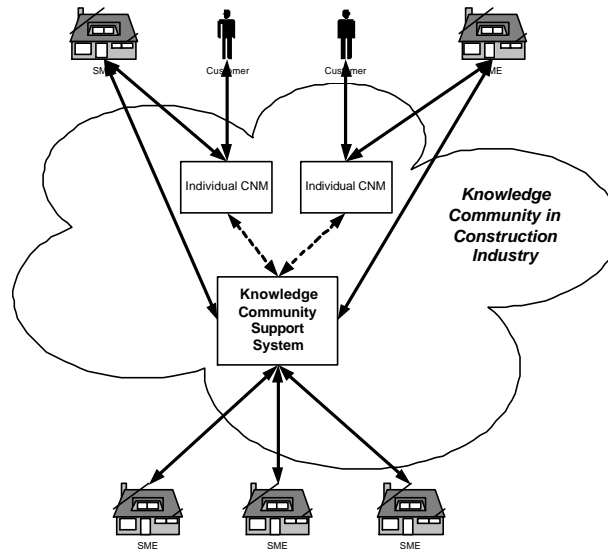 SME
Customer
Customer
SME
Individual CNM
Individual CNM
Knowledge
Community in
Construction
Industry
Knowledge
Community
Support
System
SME
SME
SME